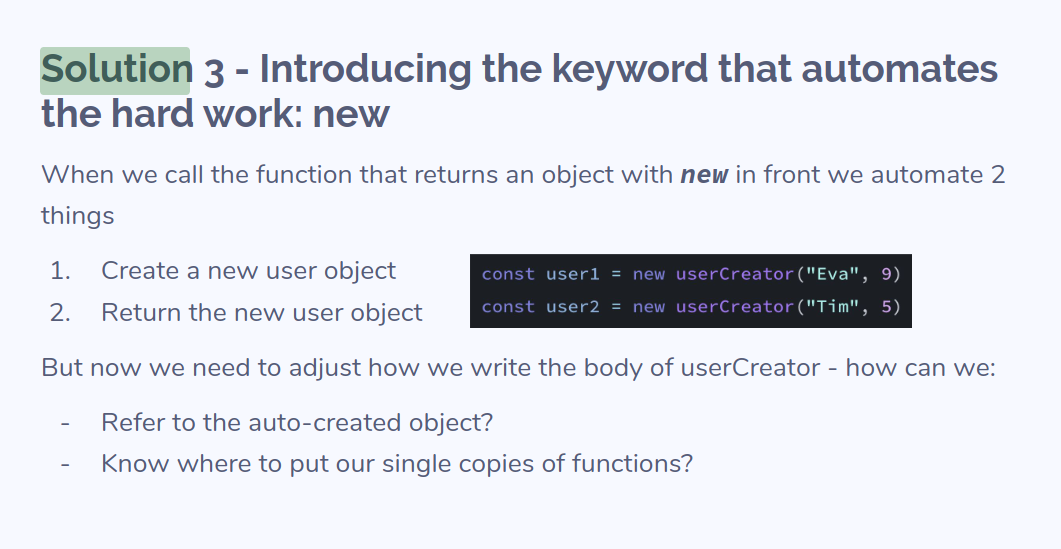 Solution 3 - Introducing the keyword that automates
the hard work: new
When we call the function that returns an object with new in front we automate 2
things
1. Create a new user object
2. Return the new user object
const user1 = new userCreator("Eva", 9)
const user2 = new userCreator("Tim", 5)
But now we need to adjust how we write the body of userCreator - how can we:
- Refer to the auto-created object?
- Know where to put our single copies of functions?